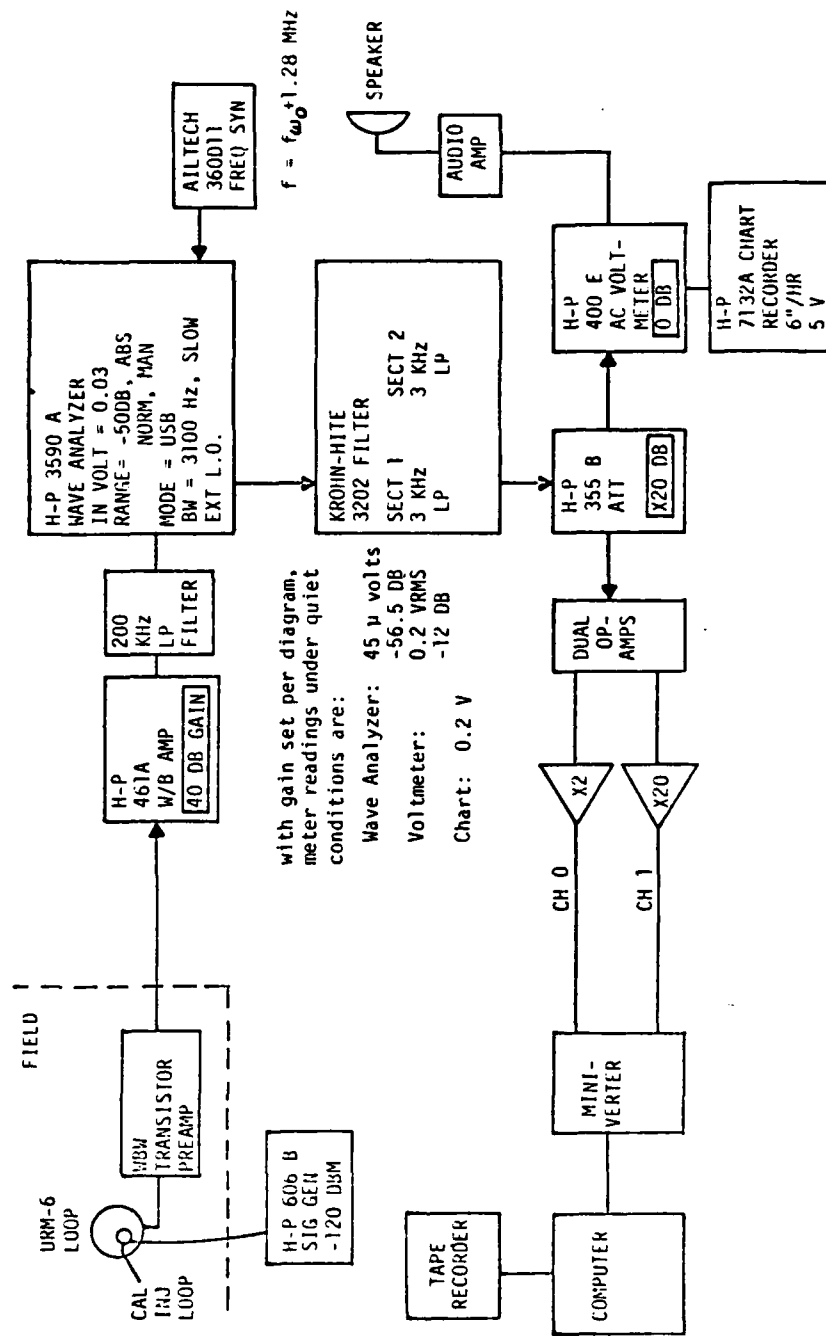 FIELD
URM-6
LOOP
CAL
INJ
LOOP
WBW
TRANSISTOR
PREAMP
H-P 606 B
SIG GEN
-120 DBM
H-P
461A
W/B AMP
40 DB GAIN
200
KHz
LP
FILTER
H-P 3590 A
WAVE ANALYZER
IN VOLT = 0.03
RANGE= -50DB, ABS
NORM, MAN
MODE = USB
BW = 3100 Hz, SLOW
EXT L.O.
AILTECH
360D11
FREQ SYN
f = fω0+1.28 MHz
with gain set per diagram,
meter readings under quiet
conditions are:
Wave Analyzer: 45 μ volts
-56.5 DB
Voltmeter: 0.2 VRMS
-12 DB
Chart: 0.2 V
KROHN-HITE
3202 FILTER
SECT 1 SECT 2
3 KHz 3 KHz
LP LP
SPEAKER
AUDIO
AMP
TAPE
RECORDER
COMPUTER
MINI-
VERTER
CH 0
CH 1
X2
X20
DUAL
OP-
AMPS
H-P
355 B
ATT
X20 DB
H-P
400 E
AC VOLT-
METER
0 DB
H-P
7132A CHART
RECORDER
6"/HR
5 V